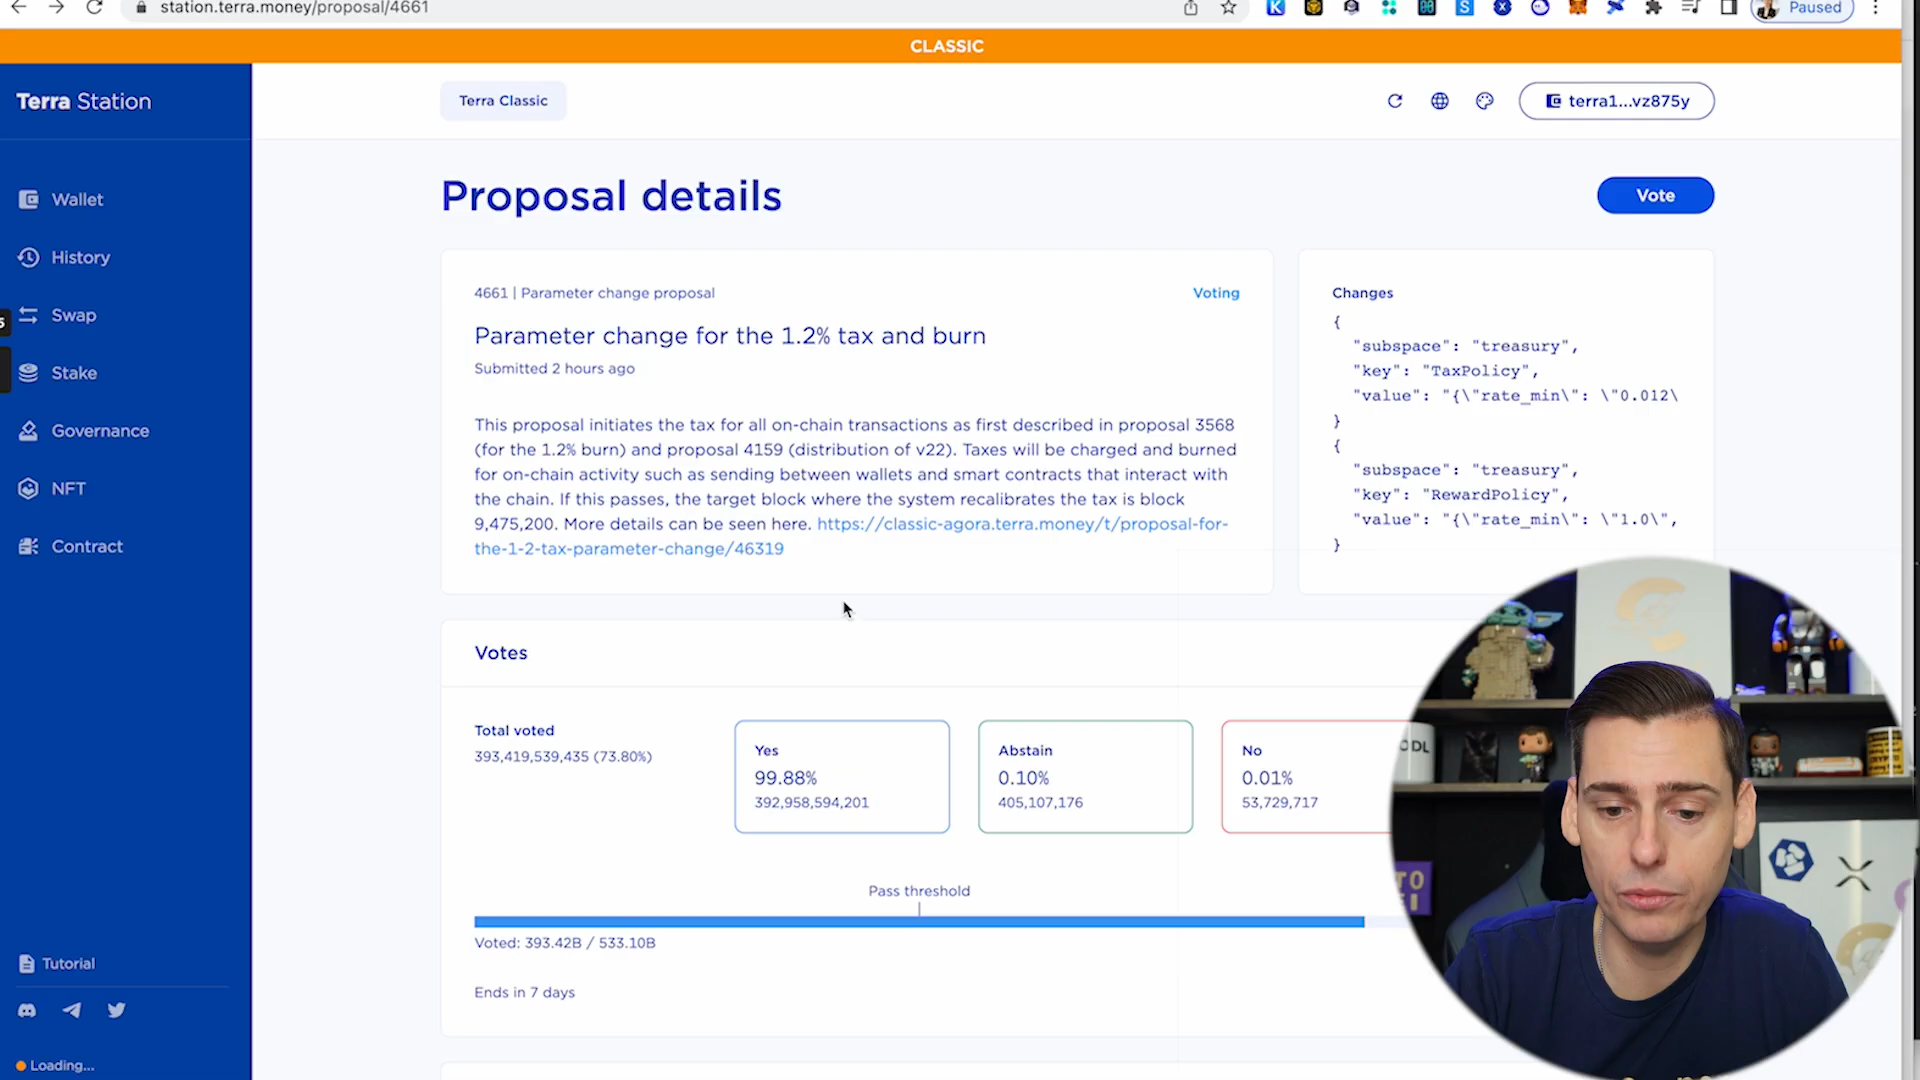 station.terra.money/proposal/4661
Paused
CLASSIC
Terra Station
Terra Classic
terra1...vz875y
Wallet
History
Swap
Stake
Governance
NFT
Contract
Tutorial
Loading...
Proposal details
Vote
4661 | Parameter change proposal
Voting
Parameter change for the 1.2% tax and burn
Submitted 2 hours ago
This proposal initiates the tax for all on-chain transactions as first described in proposal 3568
(for the 1.2% burn) and proposal 4159 (distribution of v22). Taxes will be charged and burned
for on-chain activity such as sending between wallets and smart contracts that interact with
the chain. If this passes, the target block where the system recalibrates the tax is block
9,475,200. More details can be seen here. https://classic-agora.terra.money/t/proposal-for-
the-1-2-tax-parameter-change/46319
Changes
{
"subspace": "treasury",
"key": "TaxPolicy",
"value": "{\"rate_min\": \"0.012\
}
{
"subspace": "treasury",
"key": "RewardPolicy",
"value": "{\"rate_min\": \"1.0\",
}
Votes
Total voted
393,419,539,435 (73.80%)
Yes
99.88%
392,958,594,201
Abstain
0.10%
405,107,176
No
0.01%
53,729,717
Pass threshold
Voted: 393.42B / 533.10B
Ends in 7 days